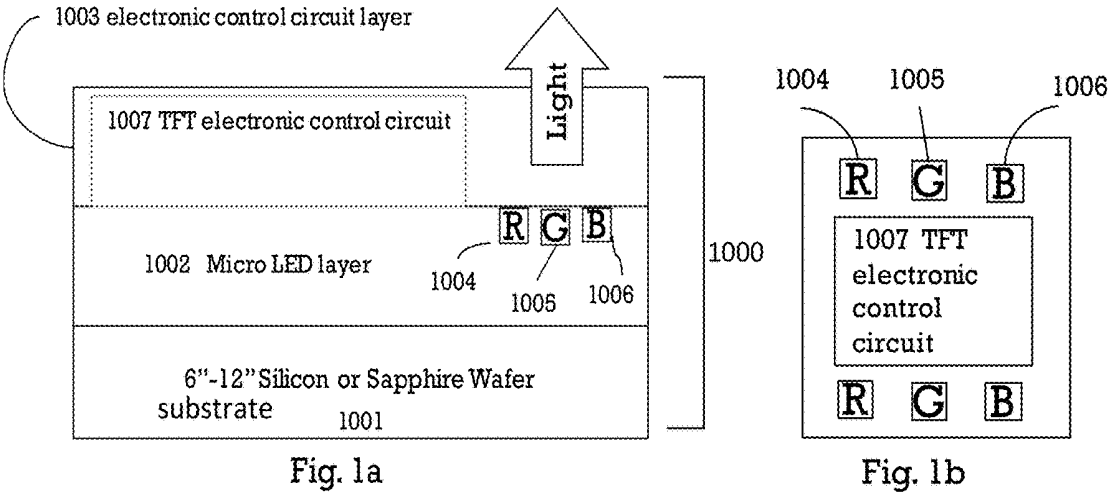 1003 electronic control circuit layer
Light
1007 TFT electronic control circuit
R G B
1002 Micro LED layer
1004
1005
1006
1000
6”-12” Silicon or Sapphire Wafer
substrate
1001
Fig. 1a
1004
1005
1006
R G B
1007 TFT
electronic
control
circuit
R G B
Fig. 1b